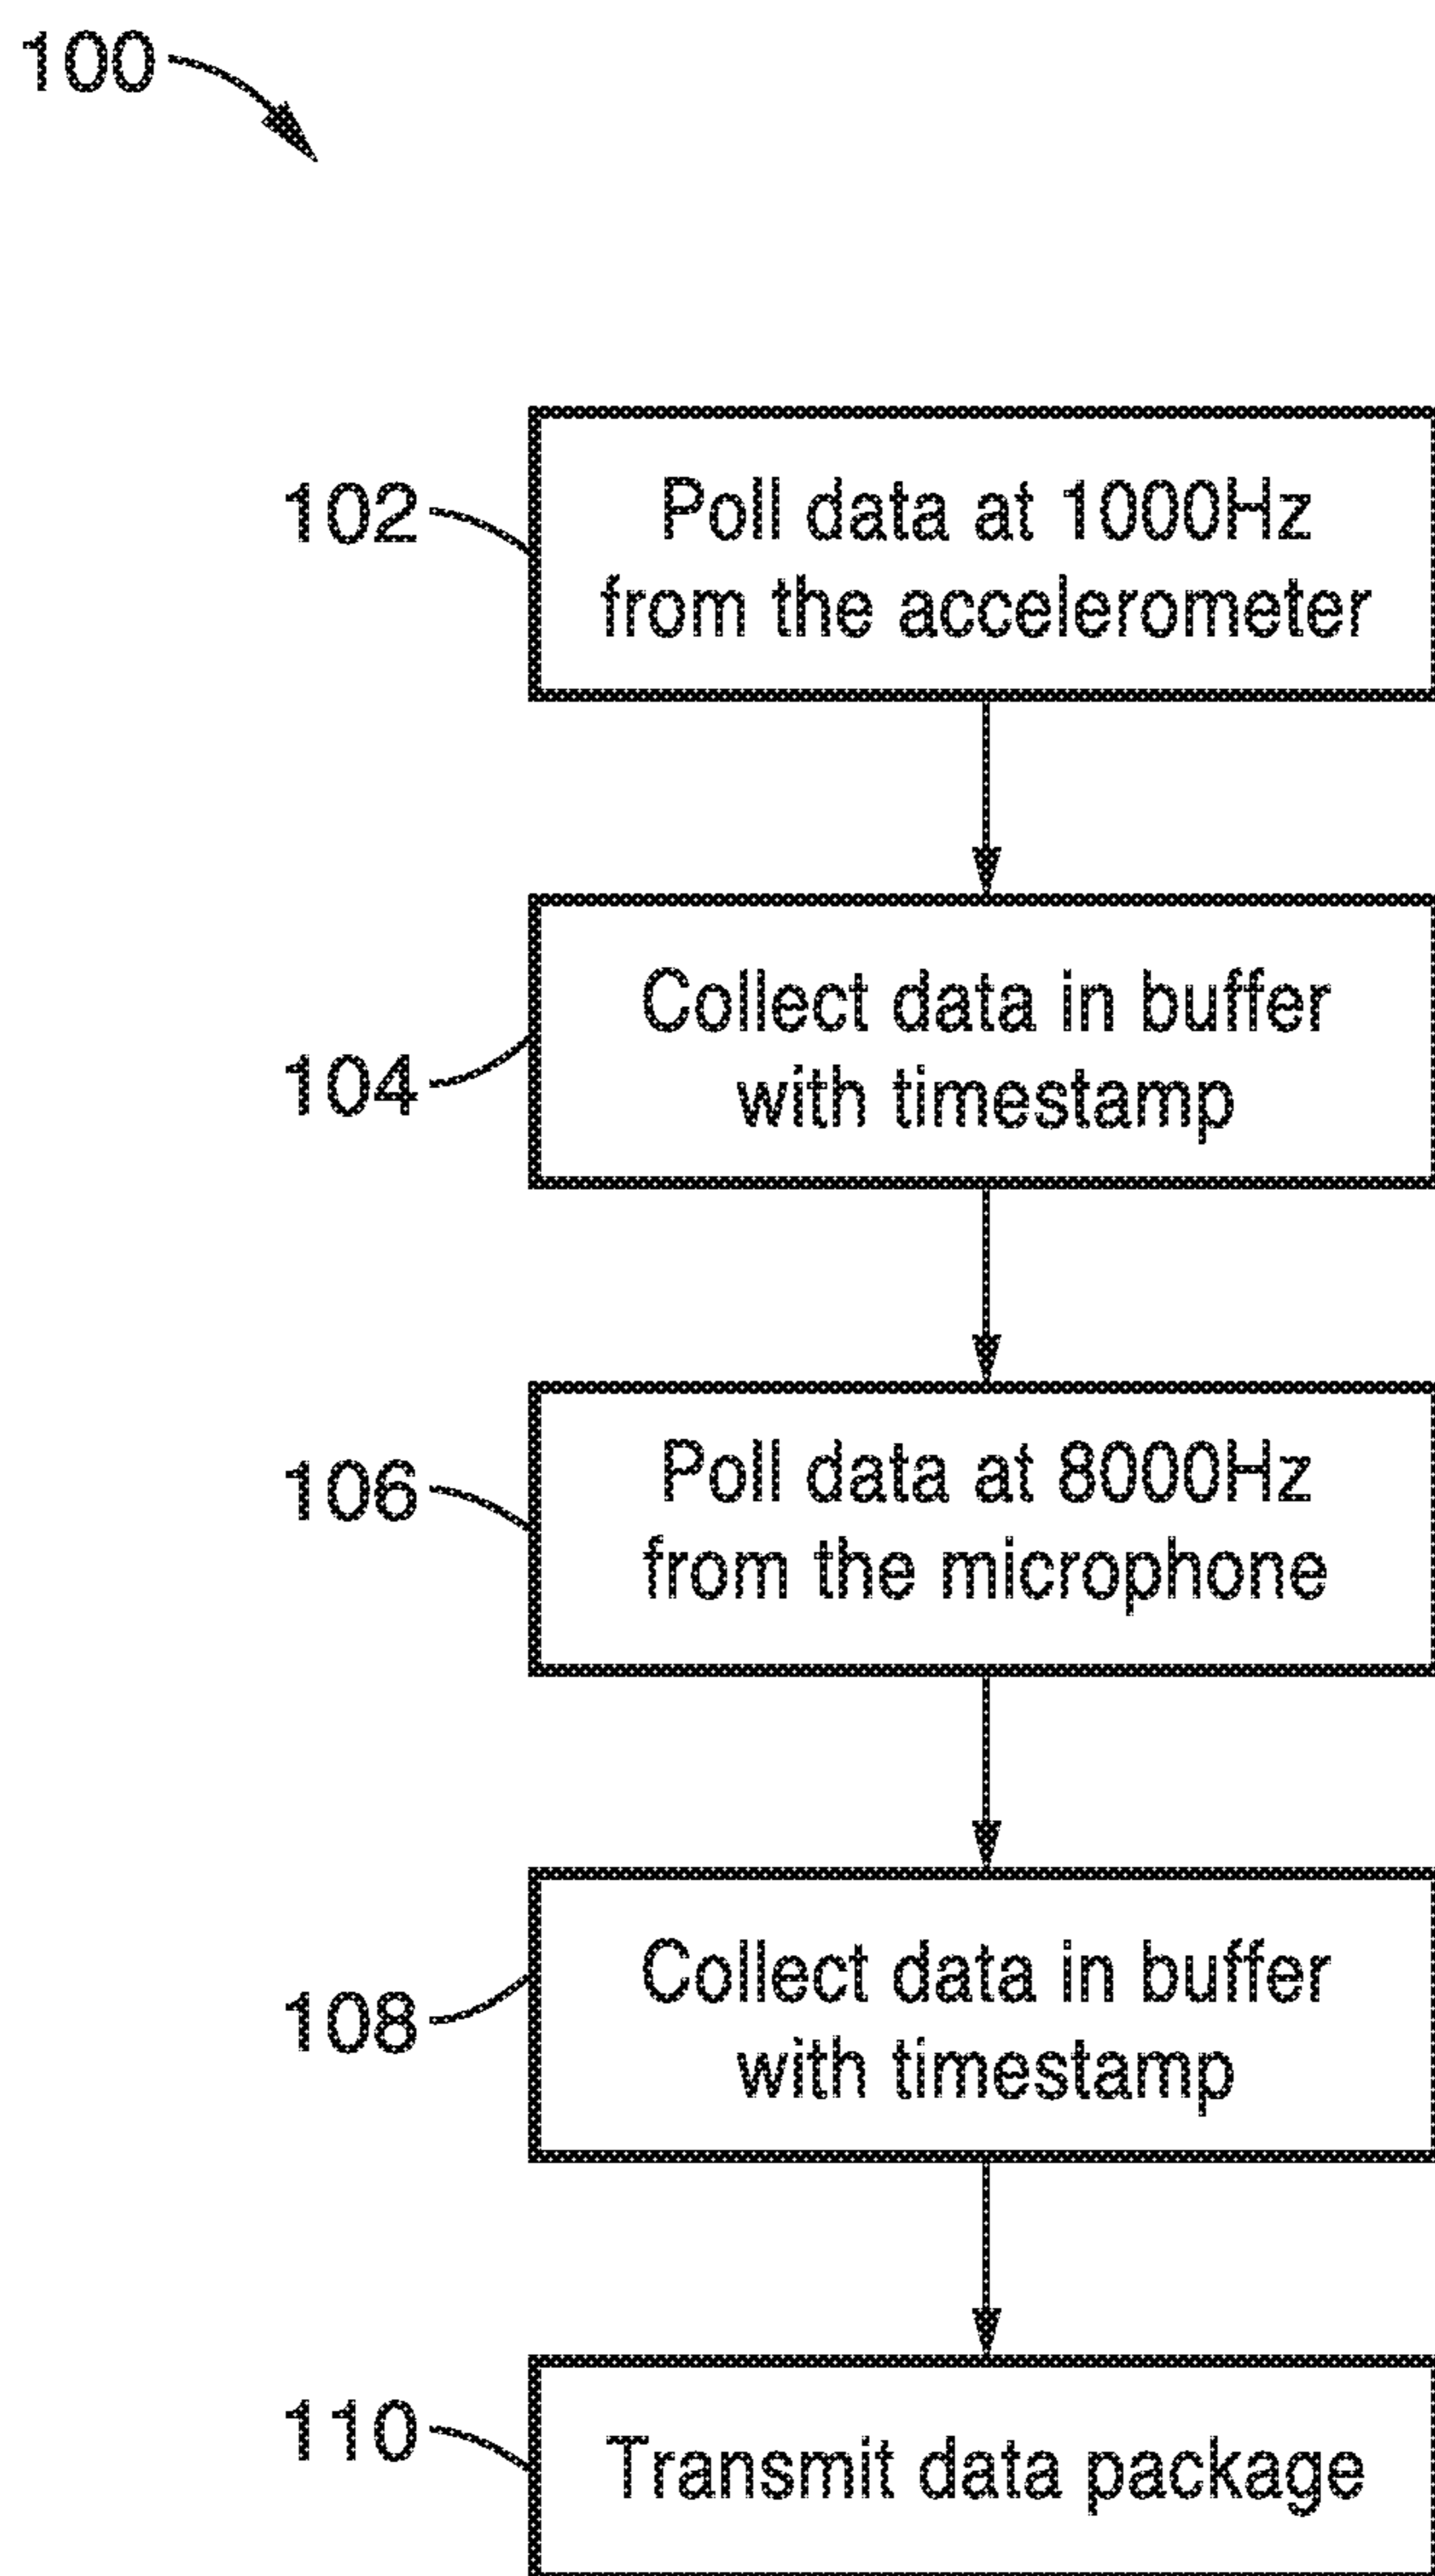 100
102
Poll data at 1000Hz
from the accelerometer
104
Collect data in buffer
with timestamp
106
Poll data at 8000Hz
from the microphone
108
Collect data in buffer
with timestamp
110
Transmit data package